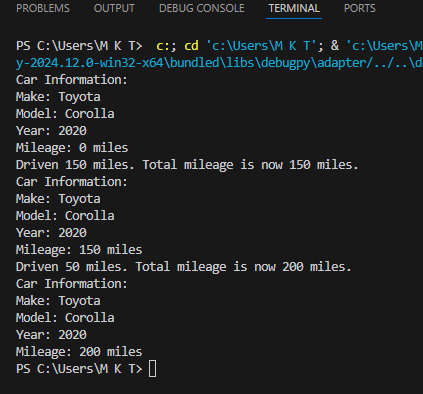 PROBLEMS OUTPUT DEBUG CONSOLE TERMINAL PORTS
PS C:\Users\M K T>  c:; cd 'c:\Users\M K T'; & 'c:\Users\M
y-2024.12.0-win32-x64\bundled\libs\debugpy\adapter/../..\d
Car Information:
Make: Toyota
Model: Corolla
Year: 2020
Mileage: 0 miles
Driven 150 miles. Total mileage is now 150 miles.
Car Information:
Make: Toyota
Model: Corolla
Year: 2020
Mileage: 150 miles
Driven 50 miles. Total mileage is now 200 miles.
Car Information:
Make: Toyota
Model: Corolla
Year: 2020
Mileage: 200 miles
PS C:\Users\M K T>